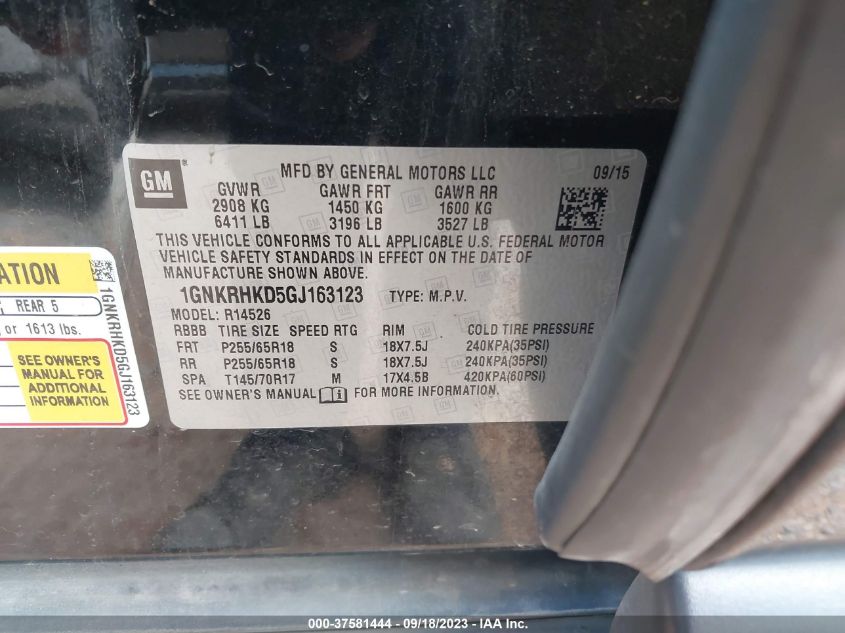 GM
MFD BY GENERAL MOTORS LLC 09/15
GVWR GAWR FRT GAWR RR
2908 KG 1450 KG 1600 KG
6411 LB 3196 LB 3527 LB
THIS VEHICLE CONFORMS TO ALL APPLICABLE U.S. FEDERAL MOTOR
VEHICLE SAFETY STANDARDS IN EFFECT ON THE DATE OF
MANUFACTURE SHOWN ABOVE.
1GNKRHKD5GJ163123 TYPE: M.P.V.
MODEL: R14526
RBBB TIRE SIZE SPEED RTG RIM COLD TIRE PRESSURE
FRT P255/65R18 S 18X7.5J 240KPA(35PSI)
RR P255/65R18 S 18X7.5J 240KPA(35PSI)
SPA T145/70R17 M 17X4.5B 420KPA(60PSI)
SEE OWNER'S MANUAL FOR MORE INFORMATION.
REAR 5
or 1613 lbs.
SEE OWNER'S
MANUAL FOR
ADDITIONAL
INFORMATION
1GNKRHKD5GJ163123
000-37581444 - 09/18/2023 - IAA Inc.